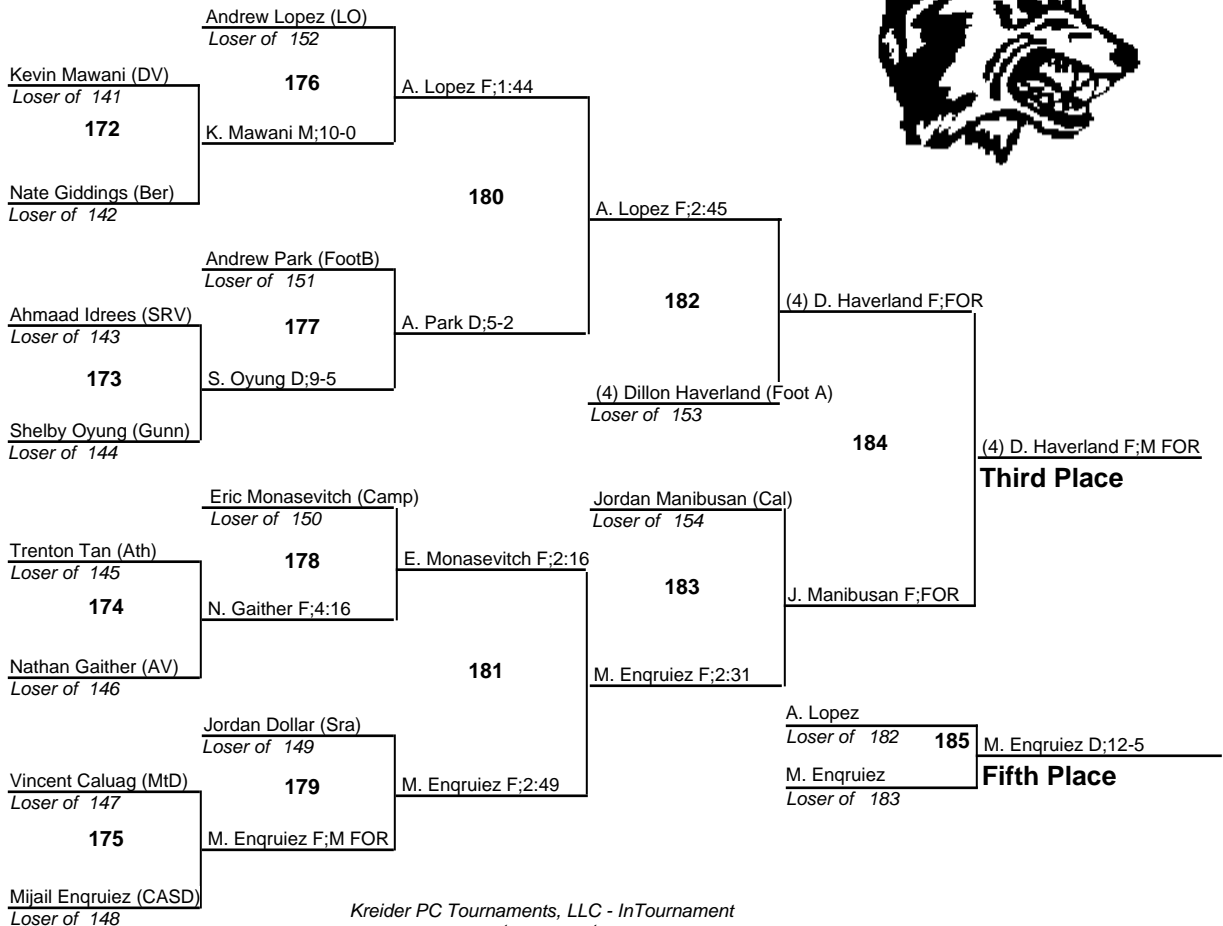 Andrew Lopez (LO)
Loser of 152
Kevin Mawani (DV)
Loser of 141
176
A. Lopez F;1:44
172
K. Mawani M;10-0
Nate Giddings (Ber)
Loser of 142
180
A. Lopez F;2:45
Andrew Park (FootB)
Loser of 151
Ahmaad Idrees (SRV)
Loser of 143
177
A. Park D;5-2
182
(4) D. Haverland F;FOR
173
S. Oyung D;9-5
(4) Dillon Haverland (Foot A)
Loser of 153
Shelby Oyung (Gunn)
Loser of 144
184
(4) D. Haverland F;M FOR
Third Place
Eric Monasevitch (Camp)
Loser of 150
Jordan Manibusan (Cal)
Loser of 154
Trenton Tan (Ath)
Loser of 145
178
E. Monasevitch F;2:16
183
174
N. Gaither F;4:16
J. Manibusan F;FOR
Nathan Gaither (AV)
Loser of 146
181
M. Enqruiez F;2:31
Jordan Dollar (Sra)
Loser of 149
A. Lopez
Loser of 182
185
M. Enqruiez D;12-5
Fifth Place
Vincent Caluag (MtD)
Loser of 147
179
M. Enqruiez F;2:49
M. Enqruiez
Loser of 183
175
M. Enqruiez F;M FOR
Mijail Enqruiez (CASD)
Loser of 148
Kreider PC Tournaments, LLC - InTournament